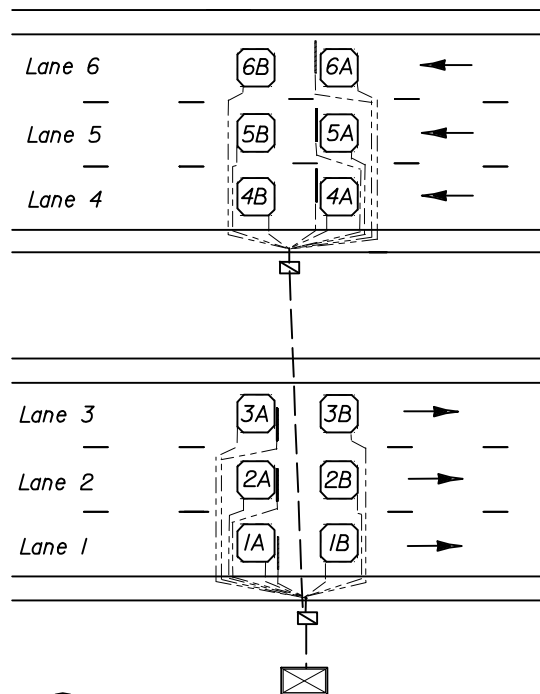 Lane 6 6B 6A
Lane 5 5B 5A
Lane 4 4B 4A
Lane 3 3A 3B
Lane 2 2A 2B
Lane 1 1A 1B